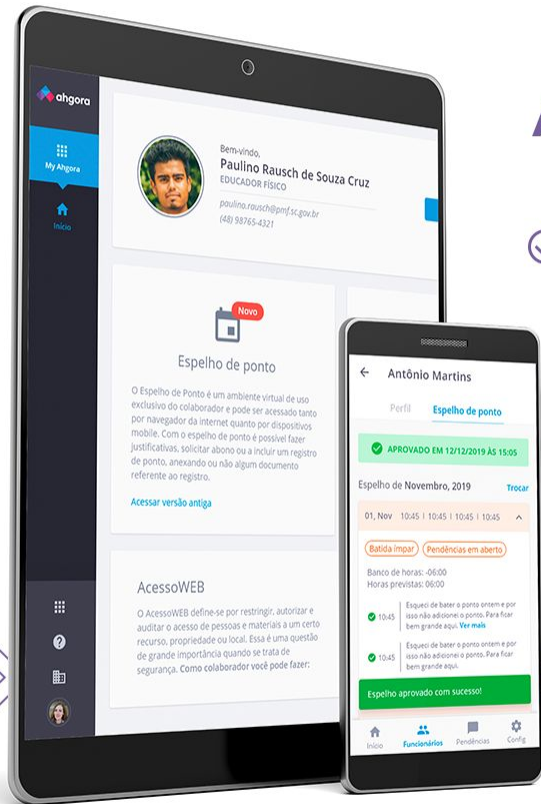 ahgora
My Ahgora
Início
Bem-vindo,
Paulino Rausch de Souza Cruz
EDUCADOR FÍSICO
paulino.rausch@pmf.sc.gov.br
(48) 98765-4321
Novo
Espelho de ponto
O Espelho de Ponto é um ambiente virtual de uso
exclusivo do colaborador e pode ser acessado tanto
por navegador da internet quanto por dispositivos
mobile. Com o espelho de ponto é possível fazer
justificativas, solicitar abono ou a incluir um registro
de ponto, anexando ou não algum documento
referente ao registro.
Acessar versão antiga
AcessoWEB
O AcessoWEB define-se por restringir, autorizar e
auditar o acesso de pessoas e materiais a um certo
recurso, propriedade ou local. Essa é uma questão
de grande importância quando se trata de
segurança. Como colaborador você pode fazer:
Antônio Martins
Perfil
Espelho de ponto
APROVADO EM 12/12/2019 ÀS 15:05
Espelho de Novembro, 2019
Trocar
01, Nov 10:45 | 10:45 | 10:45 | 10:45
Batida ímpar
Pendências em aberto
Banco de horas: -06:00
Horas previstas: 06:00
10:45
Esqueci de bater o ponto ontem e por
isso não adicionei o ponto. Para ficar
bem grande aqui. Ver mais
10:45
Esqueci de bater o ponto ontem e por
isso não adicionei o ponto. Para ficar
bem grande aqui.
Espelho aprovado com sucesso!
Início
Funcionários
Pendências
Config